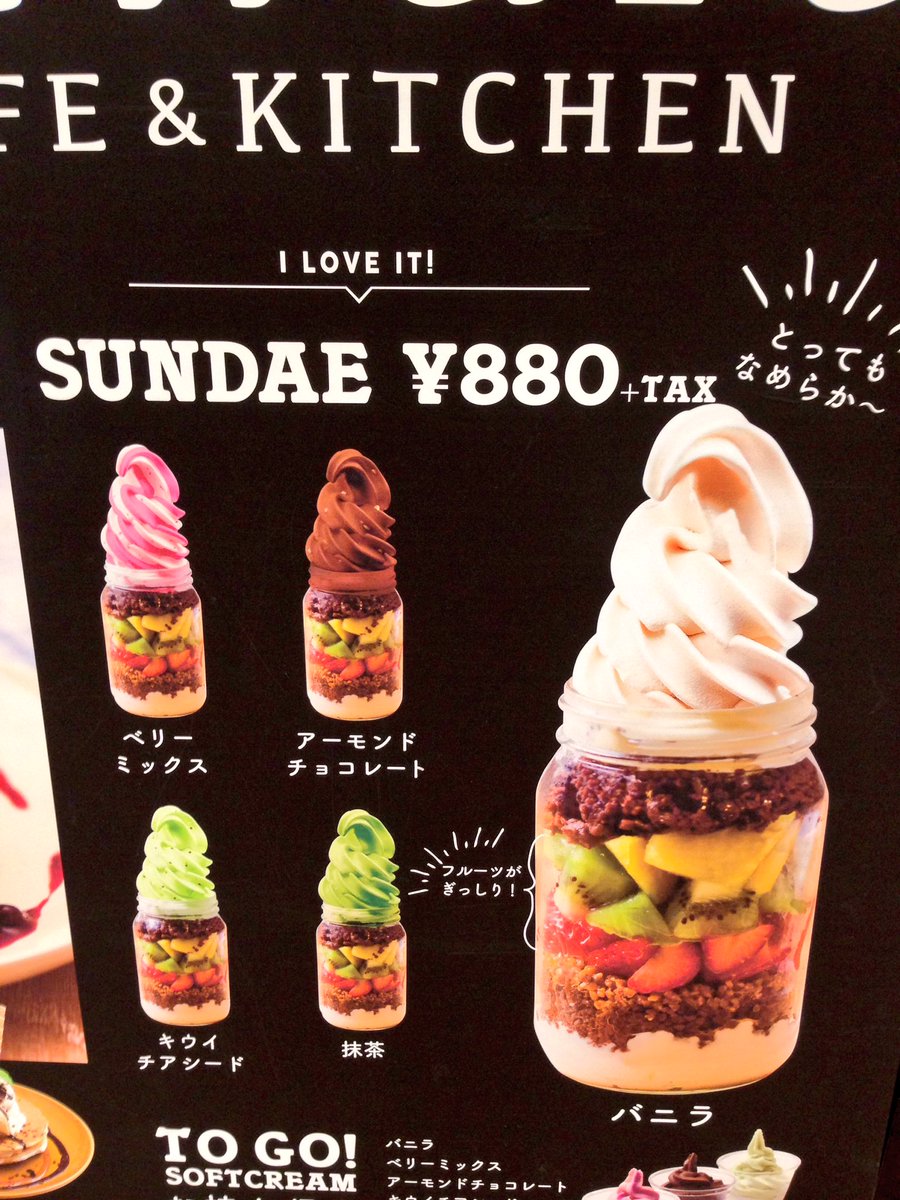 FE & KITCHEN
I LOVE IT!
SUNDAE ¥880+TAX
とっても
なめらか〜
ベリー
ミックス
アーモンド
チョコレート
フルーツが
ぎっしり！
キウイ
チアシード
抹茶
バニラ
TO GO!
SOFTCREAM
バニラ
ベリーミックス
アーモンドチョコレート